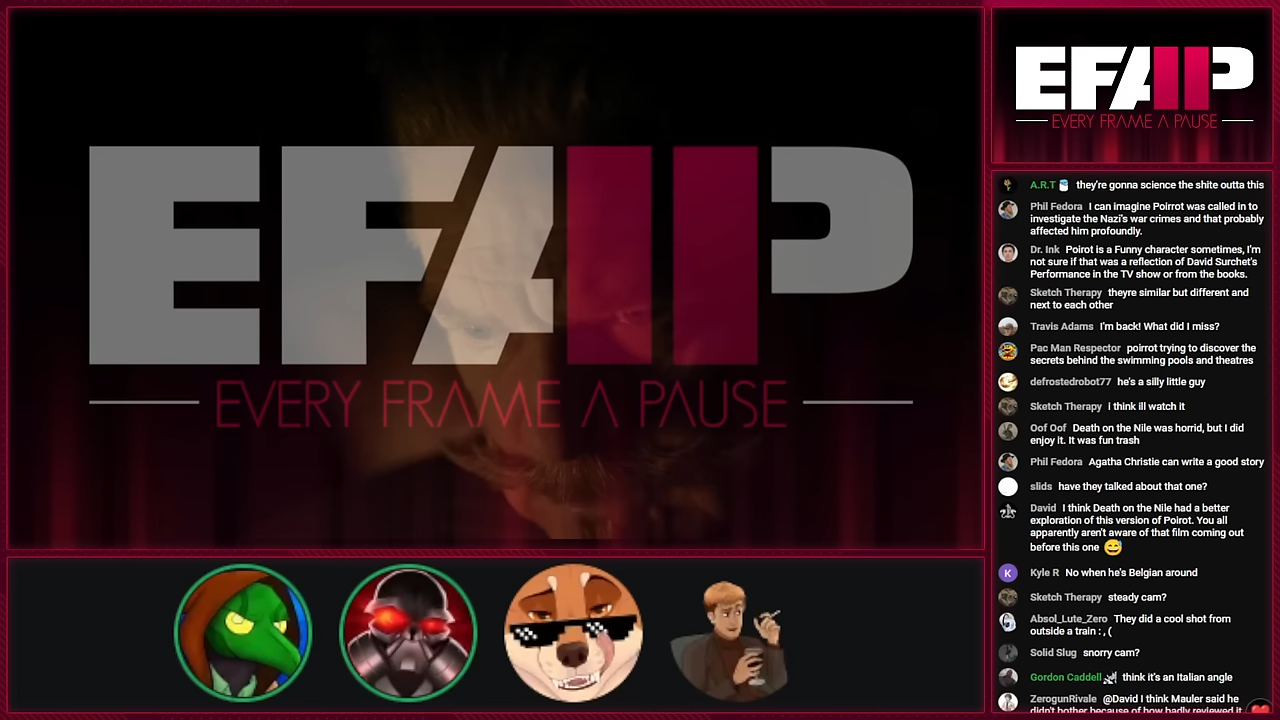 EFAP
EVERY FRAME A PAUSE
EFAP
EVERY FRAME A PAUSE
A.R.T they're gonna science the shite outta this
Phil Fedora I can imagine Poirrot was called in to
investigate the Nazi's war crimes and that probably
affected him profoundly.
Dr. Ink Poirot is a Funny character sometimes, I'm
not sure if that was a reflection of David Surchet's
Performance in the TV show or from the books.
Sketch Therapy theyre similar but different and
next to each other
Travis Adams I'm back! What did I miss?
Pac Man Respector poirrot trying to discover the
secrets behind the swimming pools and theatres
defrostedrobot77 he's a silly little guy
Sketch Therapy i think ill watch it
Oof Oof Death on the Nile was horrid, but I did
enjoy it. It was fun trash
Phil Fedora Agatha Christie can write a good story
slids have they talked about that one?
David I think Death on the Nile had a better
exploration of this version of Poirot. You all
apparently aren't aware of that film coming out
before this one 😅
K Kyle R No when he's Belgian around
Sketch Therapy steady cam?
Absol_Lute_Zero They did a cool shot from
outside a train : , (
Solid Slug snorry cam?
Gordon Caddell think it's an Italian angle
ZerogunRivale @David I think Mauler said he
didn't bother because of how badly reviewed it